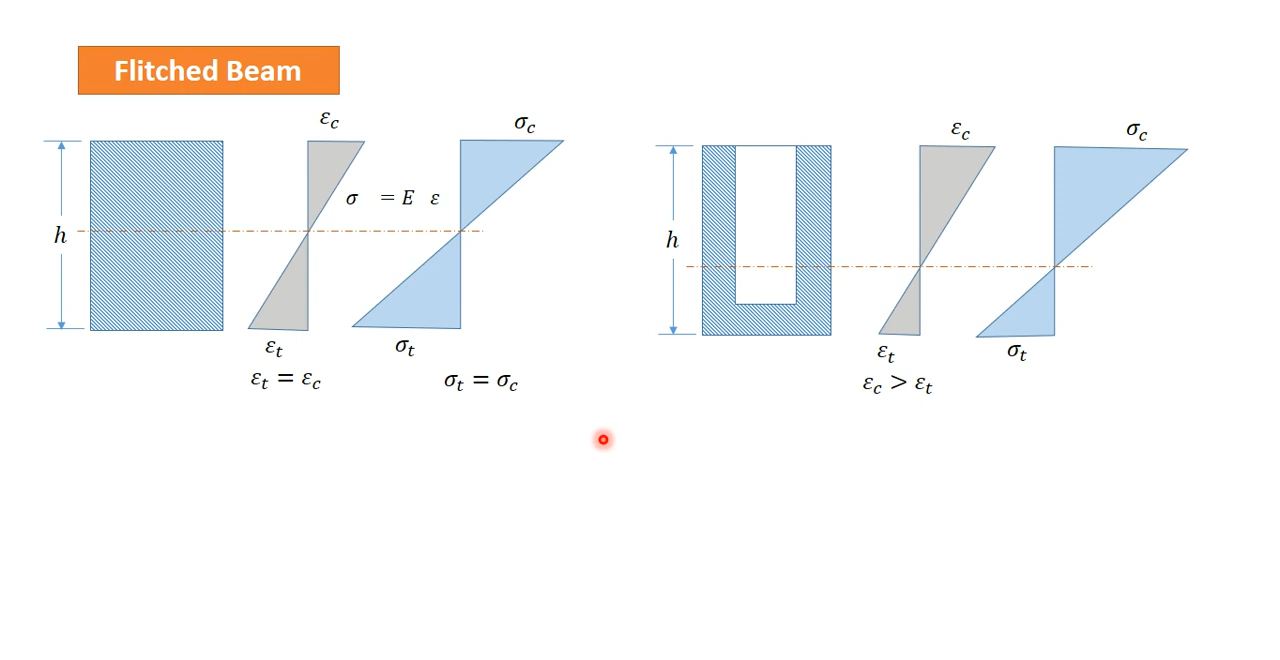 Flitched Beam
ε_c
σ_c
σ = E ε
h
ε_t
σ_t
ε_t = ε_c
σ_t = σ_c
ε_c
σ_c
h
ε_t
σ_t
ε_c > ε_t